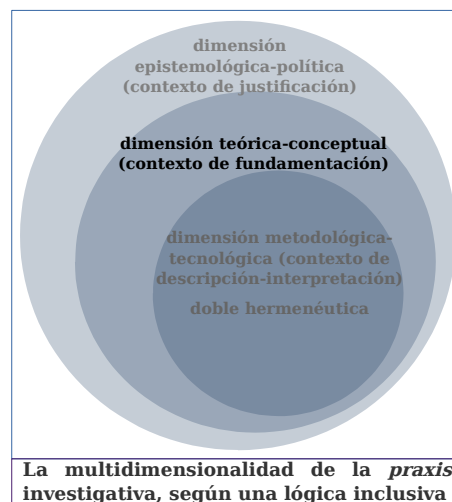 dimensión
epistemológica-política
(contexto de justificación)
dimensión teórica-conceptual
(contexto de fundamentación)
dimensión metodológica-
tecnológica (contexto de
descripción-interpretación)
doble hermenéutica
La multidimensionalidad de la praxis
investigativa, según una lógica inclusiva